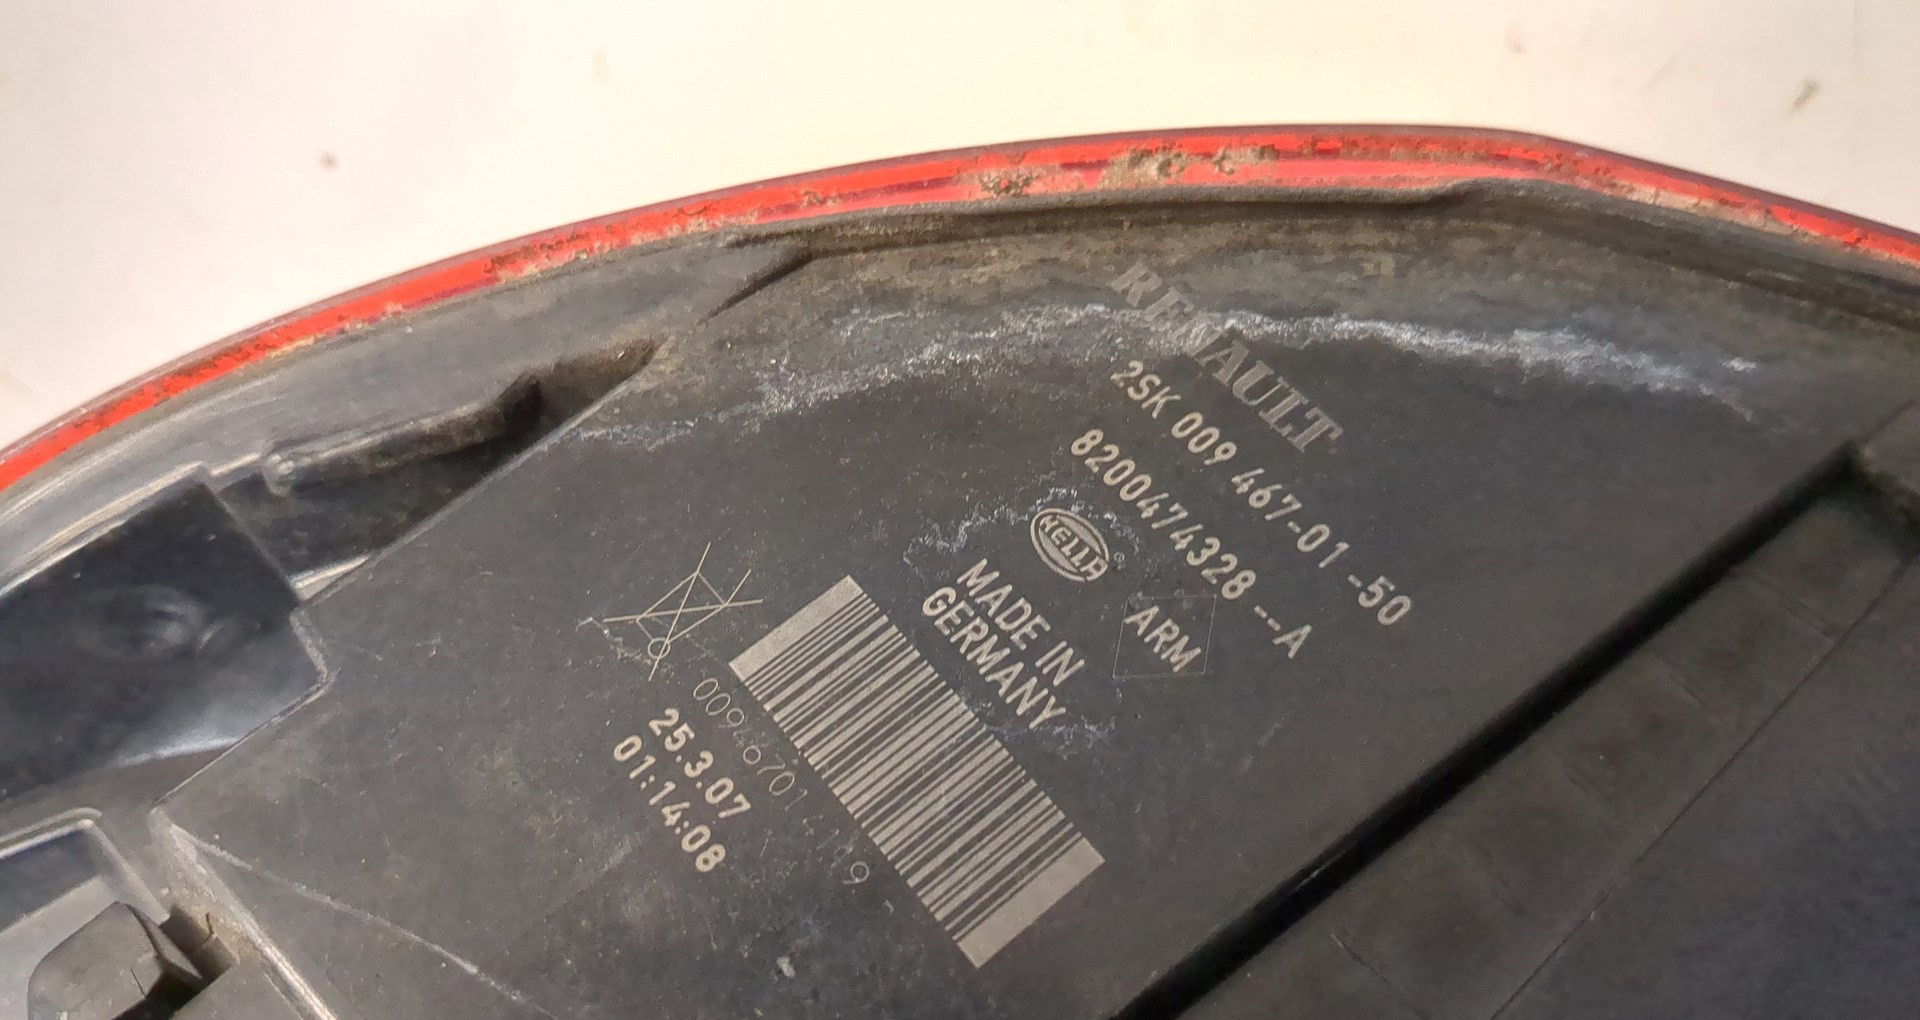 RENAULT
2SK 009 467-01 -50
8200474328 --A
HELLA ®
ARM
MADE IN
GERMANY
25.3.07
01:14:08